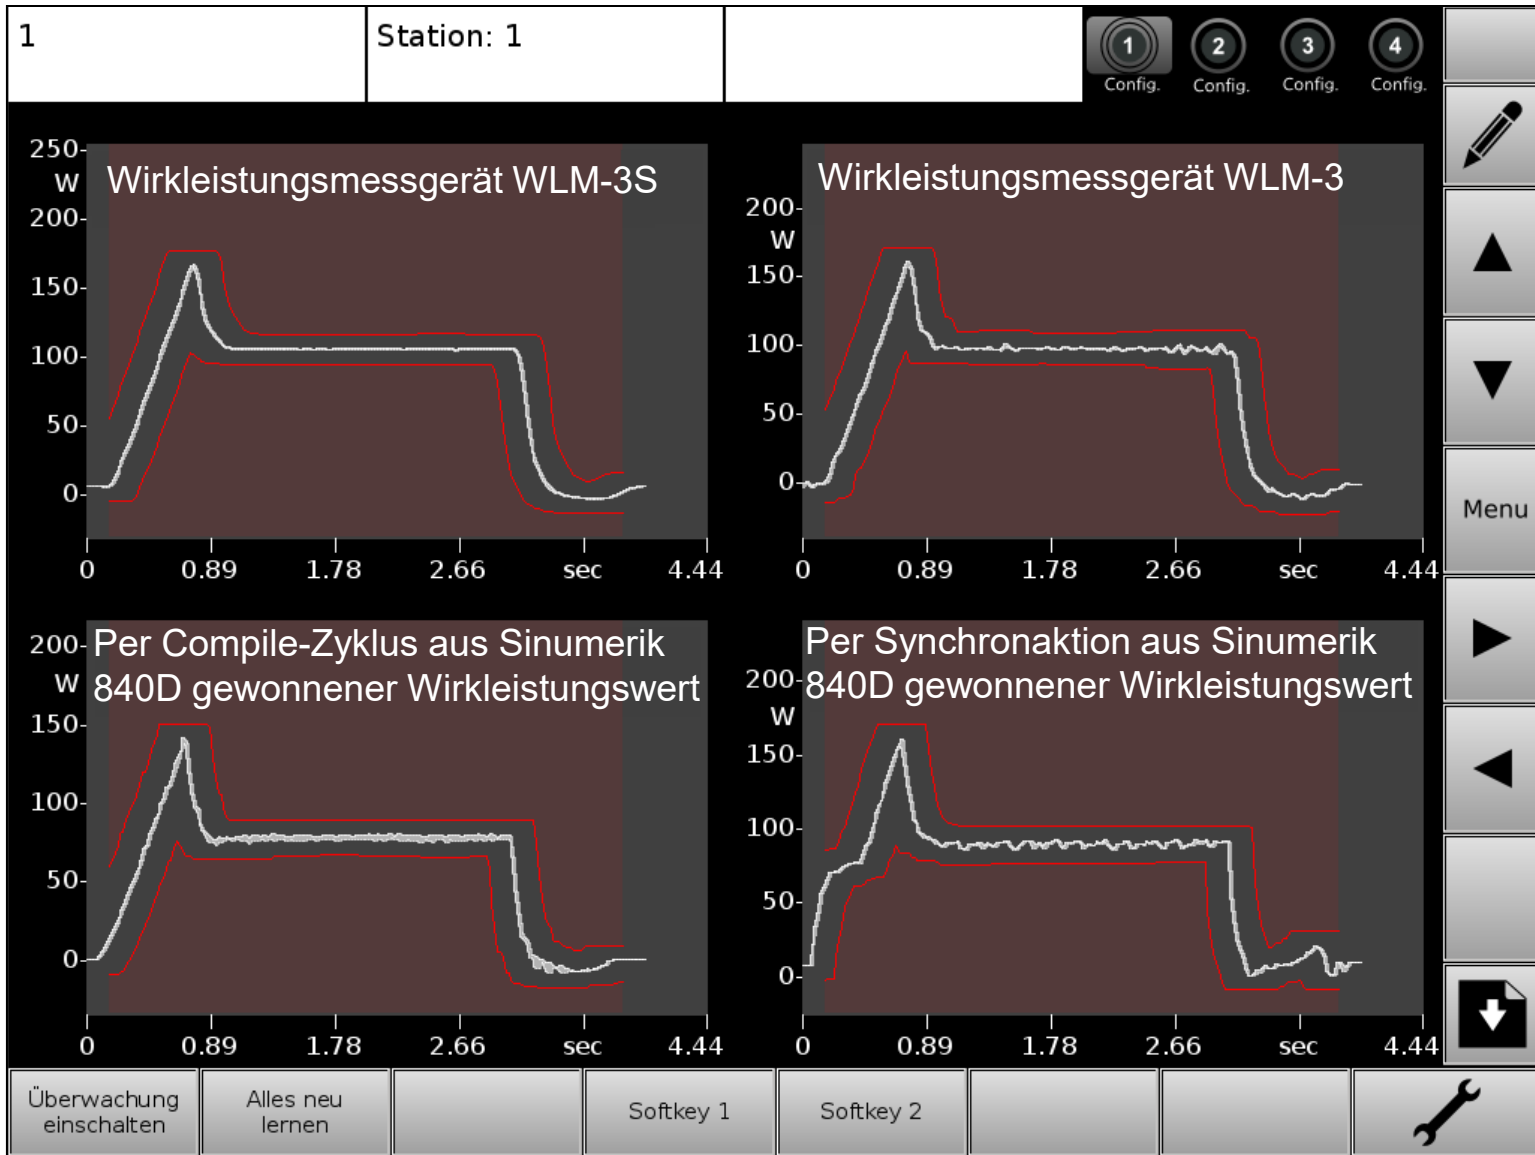 1
Station: 1
1
2
3
4
Config.
Config.
Config.
Config.
250
W
200
150
100
50
0
Wirkleistungsmessgerät WLM-3S
0 0.89 1.78 2.66 sec 4.44
200
W
150
100
50
0
Wirkleistungsmessgerät WLM-3
0 0.89 1.78 2.66 sec 4.44
Menu
200
W
150
100
50
0
Per Compile-Zyklus aus Sinumerik
840D gewonnener Wirkleistungswert
0 0.89 1.78 2.66 sec 4.44
200
W
150
100
50
0
Per Synchronaktion aus Sinumerik
840D gewonnener Wirkleistungswert
0 0.89 1.78 2.66 sec 4.44
Überwachung
einschalten
Alles neu
lernen
Softkey 1
Softkey 2